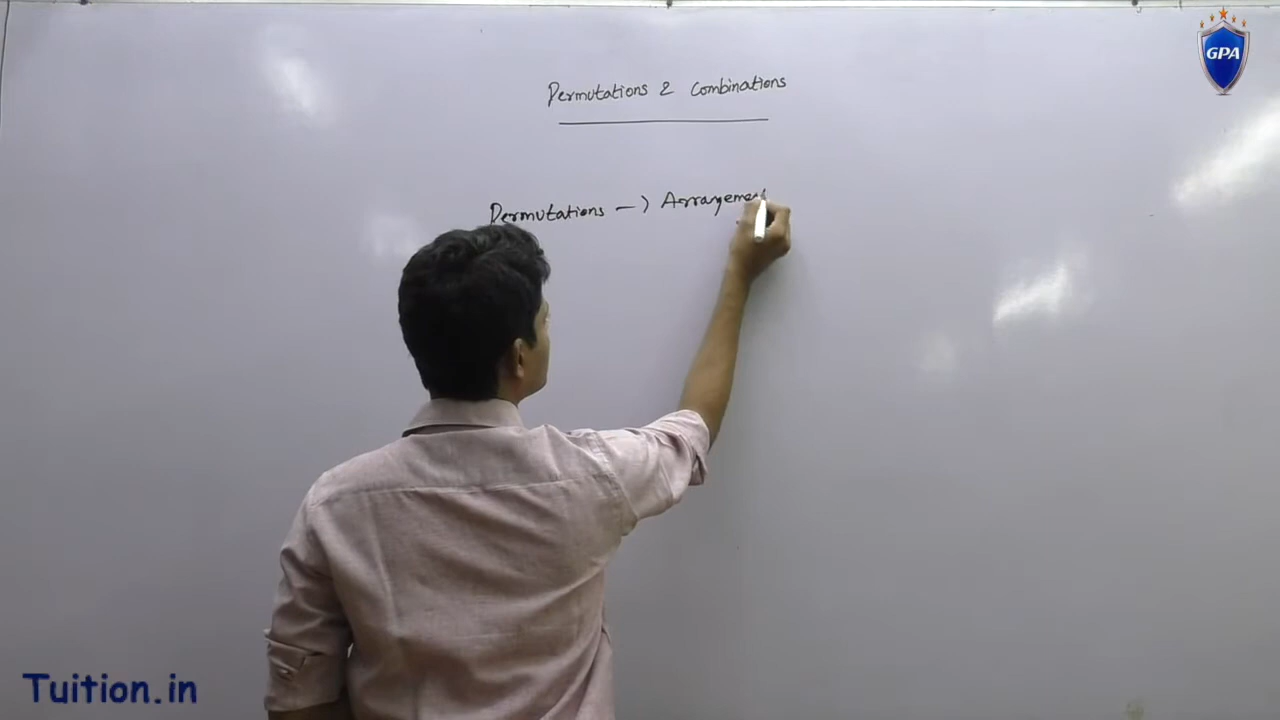 GPA
Permutations & Combinations
Permutations → Arrangement
Tuition.in